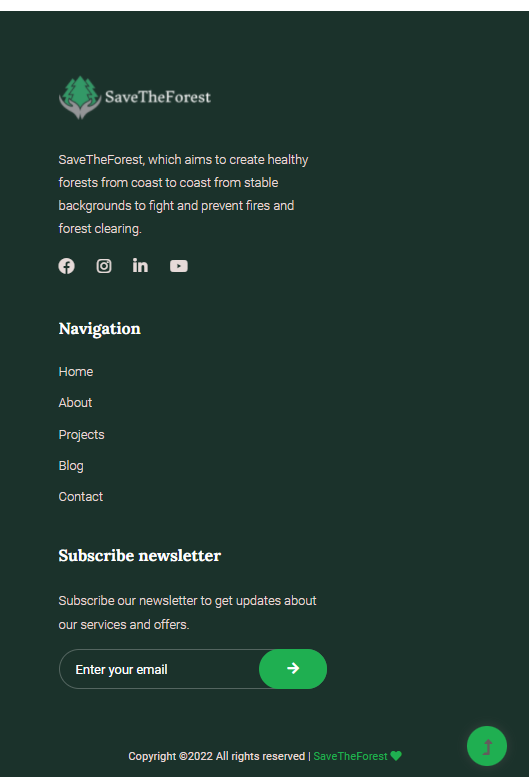 SaveTheForest
SaveTheForest, which aims to create healthy
forests from coast to coast from stable
backgrounds to fight and prevent fires and
forest clearing.
Navigation
Home
About
Projects
Blog
Contact
Subscribe newsletter
Subscribe our newsletter to get updates about
our services and offers.
Enter your email
Copyright ©2022 All rights reserved | SaveTheForest